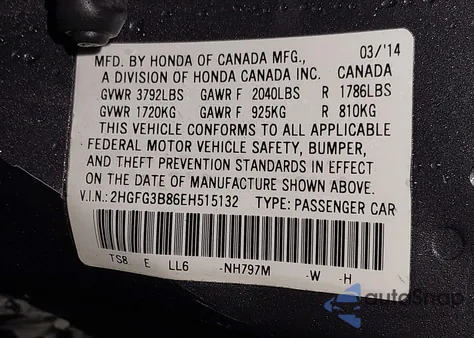 MFD. BY HONDA OF CANADA MFG., 03/'14
A DIVISION OF HONDA CANADA INC. CANADA
GVWR 3792LBS GAWR F 2040LBS R 1786LBS
GVWR 1720KG GAWR F 925KG R 810KG
THIS VEHICLE CONFORMS TO ALL APPLICABLE
FEDERAL MOTOR VEHICLE SAFETY, BUMPER,
AND THEFT PREVENTION STANDARDS IN EFFECT
ON THE DATE OF MANUFACTURE SHOWN ABOVE.
V.I.N.: 2HGFG3B86EH515132 TYPE: PASSENGER CAR
TS8 E LL6 -NH797M -W -H
autoSnap